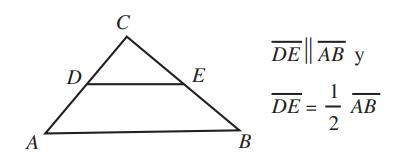 C
D
E
A
B
DE || AB y
DE = 1/2 AB